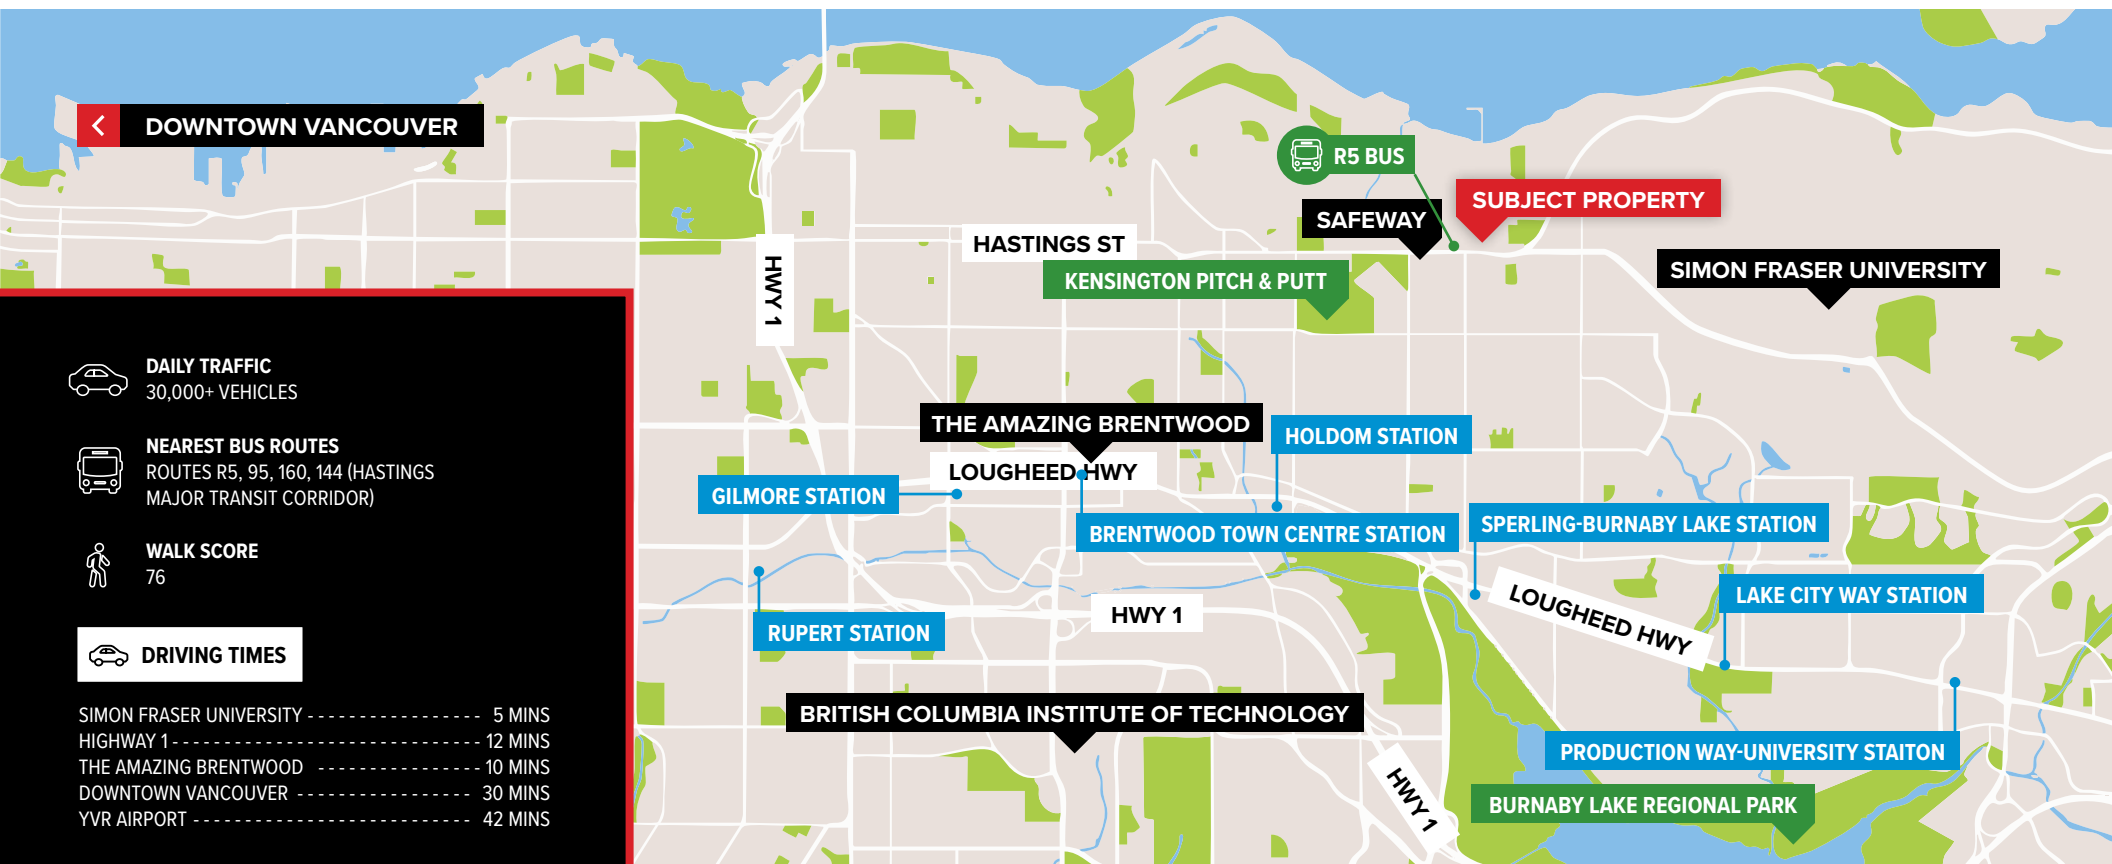 DOWNTOWN VANCOUVER
R5 BUS
SUBJECT PROPERTY
SAFEWAY
HASTINGS ST
KENSINGTON PITCH & PUTT
SIMON FRASER UNIVERSITY
HWY 1
THE AMAZING BRENTWOOD
HOLDOM STATION
LOUGHEED HWY
GILMORE STATION
BRENTWOOD TOWN CENTRE STATION
SPERLING-BURNABY LAKE STATION
LAKE CITY WAY STATION
LOUGHEED HWY
HWY 1
RUPERT STATION
BRITISH COLUMBIA INSTITUTE OF TECHNOLOGY
PRODUCTION WAY-UNIVERSITY STAITON
HWY 1
BURNABY LAKE REGIONAL PARK
DAILY TRAFFIC
30,000+ VEHICLES
NEAREST BUS ROUTES
ROUTES R5, 95, 160, 144 (HASTINGS
MAJOR TRANSIT CORRIDOR)
WALK SCORE
76
DRIVING TIMES
SIMON FRASER UNIVERSITY - - - - - - - - - - - - - - - - - 5 MINS
HIGHWAY 1 - - - - - - - - - - - - - - - - - - - - - - - - - - - - - - 12 MINS
THE AMAZING BRENTWOOD - - - - - - - - - - - - - - - - 10 MINS
DOWNTOWN VANCOUVER - - - - - - - - - - - - - - - - - 30 MINS
YVR AIRPORT - - - - - - - - - - - - - - - - - - - - - - - - - - - 42 MINS